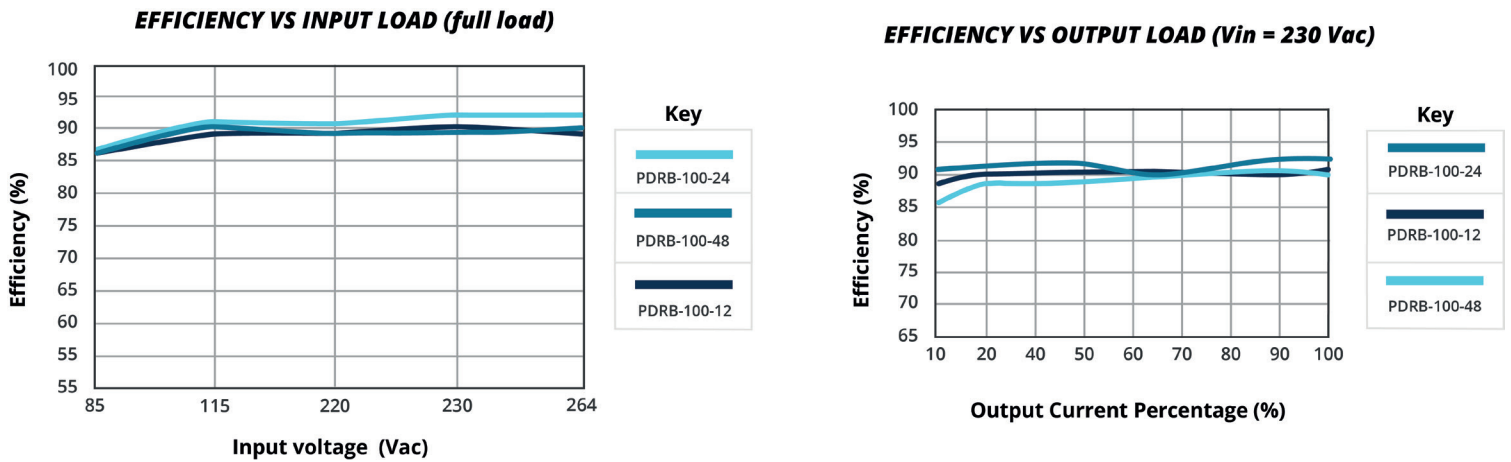 EFFICIENCY VS INPUT LOAD (full load)
100
95
90
85
80
75
70
65
60
55
55
85 115 220 230 264
Efficiency (%)
Input voltage (Vac)
Key
PDRB-100-24
PDRB-100-48
PDRB-100-12
EFFICIENCY VS OUTPUT LOAD (Vin = 230 Vac)
100
95
90
85
80
75
70
65
10 20 40 50 60 70 80 90 100
Efficiency (%)
Output Current Percentage (%)
Key
PDRB-100-24
PDRB-100-12
PDRB-100-48